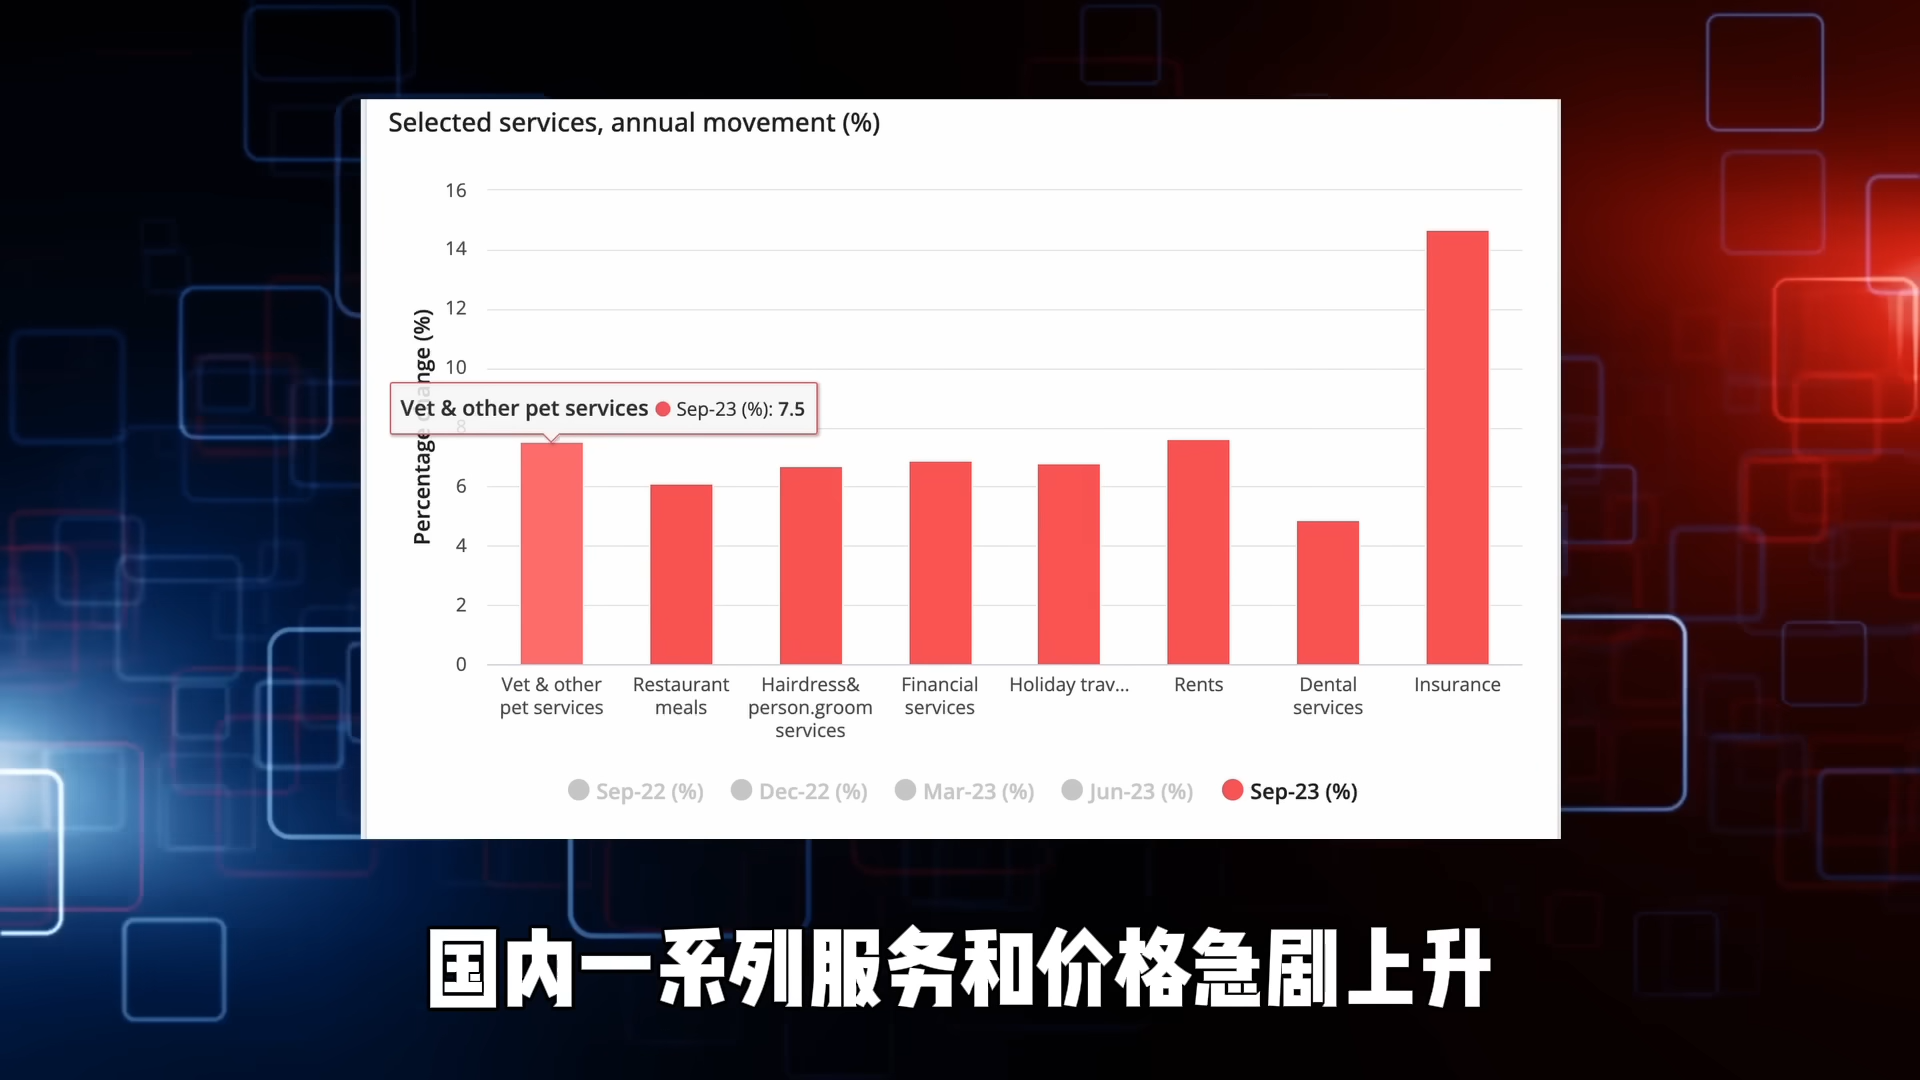 Selected services, annual movement (%)
16
14
12
10
8
6
4
2
0
Percentage change (%)
Vet & other pet services Sep-23 (%): 7.5
Vet & other
pet services
Restaurant
meals
Hairdress&
person.groom
services
Financial
services
Holiday trav...
Rents
Dental
services
Insurance
Sep-22 (%) Dec-22 (%) Mar-23 (%) Jun-23 (%) Sep-23 (%)
国内一系列服务和价格急剧上升